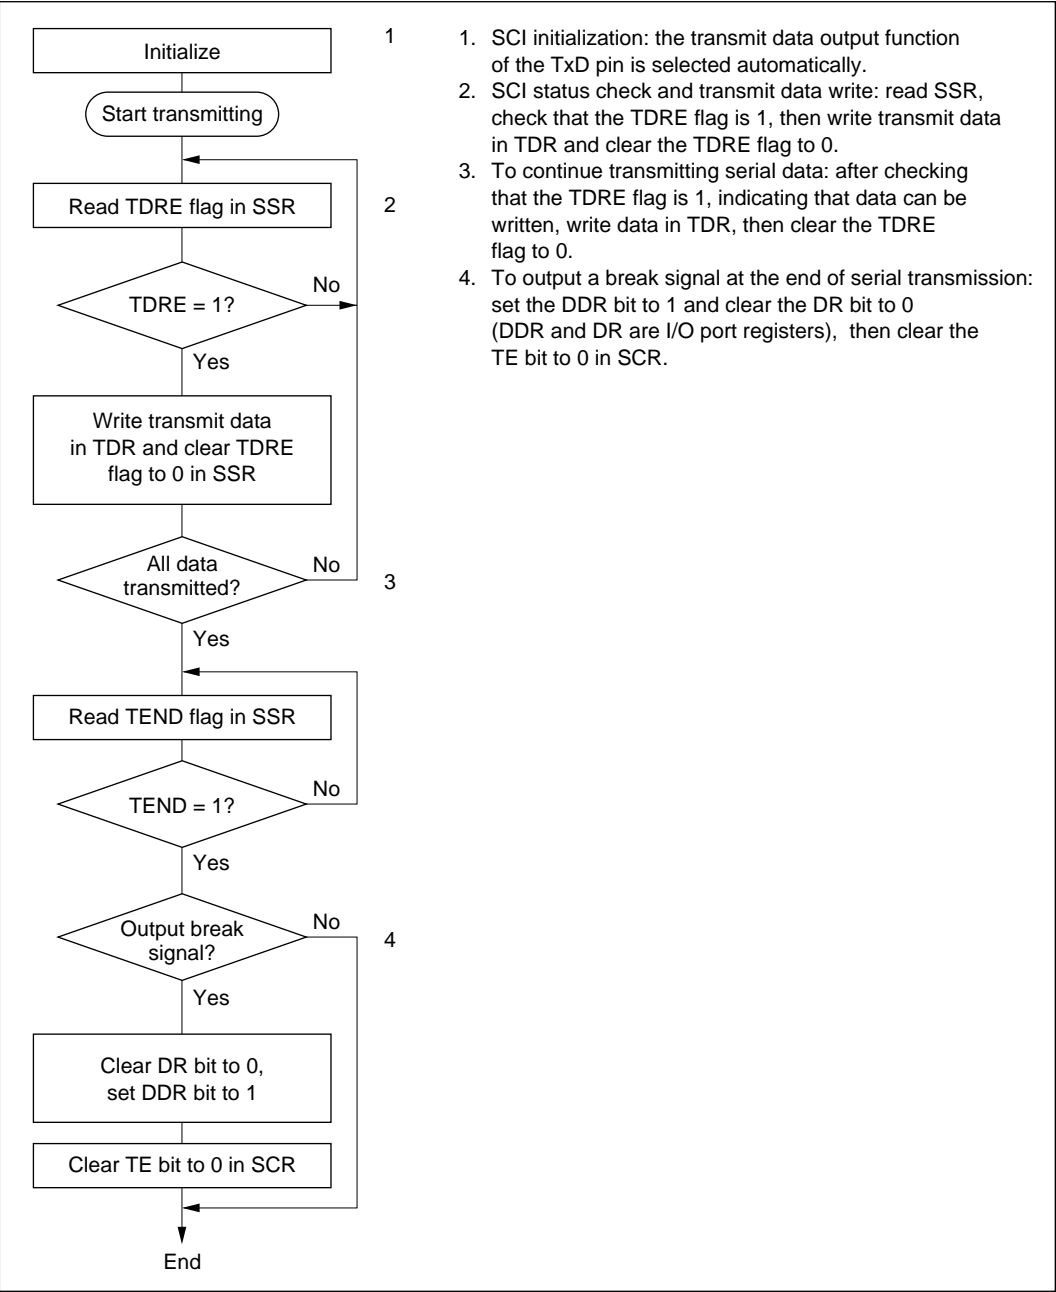 Initialize
1
Start transmitting
Read TDRE flag in SSR
2
TDRE = 1?
No
Yes
Write transmit data
in TDR and clear TDRE
flag to 0 in SSR
All data
transmitted?
No
3
Yes
Read TEND flag in SSR
TEND = 1?
No
Yes
Output break
signal?
No
4
Yes
Clear DR bit to 0,
set DDR bit to 1
Clear TE bit to 0 in SCR
End
1. SCI initialization: the transmit data output function
of the TxD pin is selected automatically.
2. SCI status check and transmit data write: read SSR,
check that the TDRE flag is 1, then write transmit data
in TDR and clear the TDRE flag to 0.
3. To continue transmitting serial data: after checking
that the TDRE flag is 1, indicating that data can be
written, write data in TDR, then clear the TDRE
flag to 0.
4. To output a break signal at the end of serial transmission:
set the DDR bit to 1 and clear the DR bit to 0
(DDR and DR are I/O port registers), then clear the
TE bit to 0 in SCR.